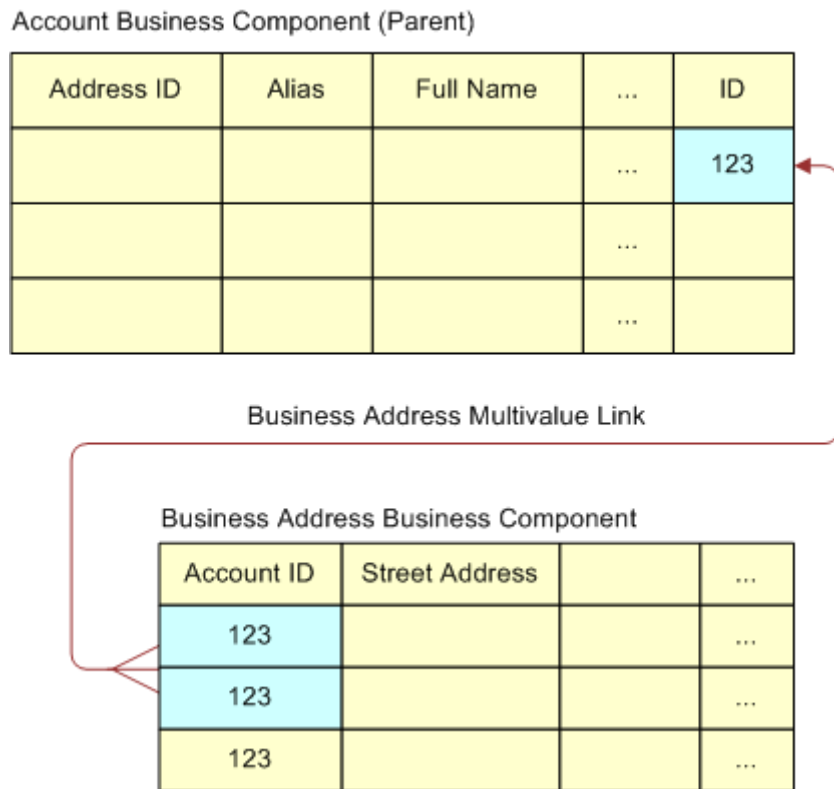 Account Business Component (Parent)
Address ID Alias Full Name ... ID
... 123
...
...
Business Address Multivalue Link
Business Address Business Component
Account ID Street Address ...
123 ...
123 ...
123 ...